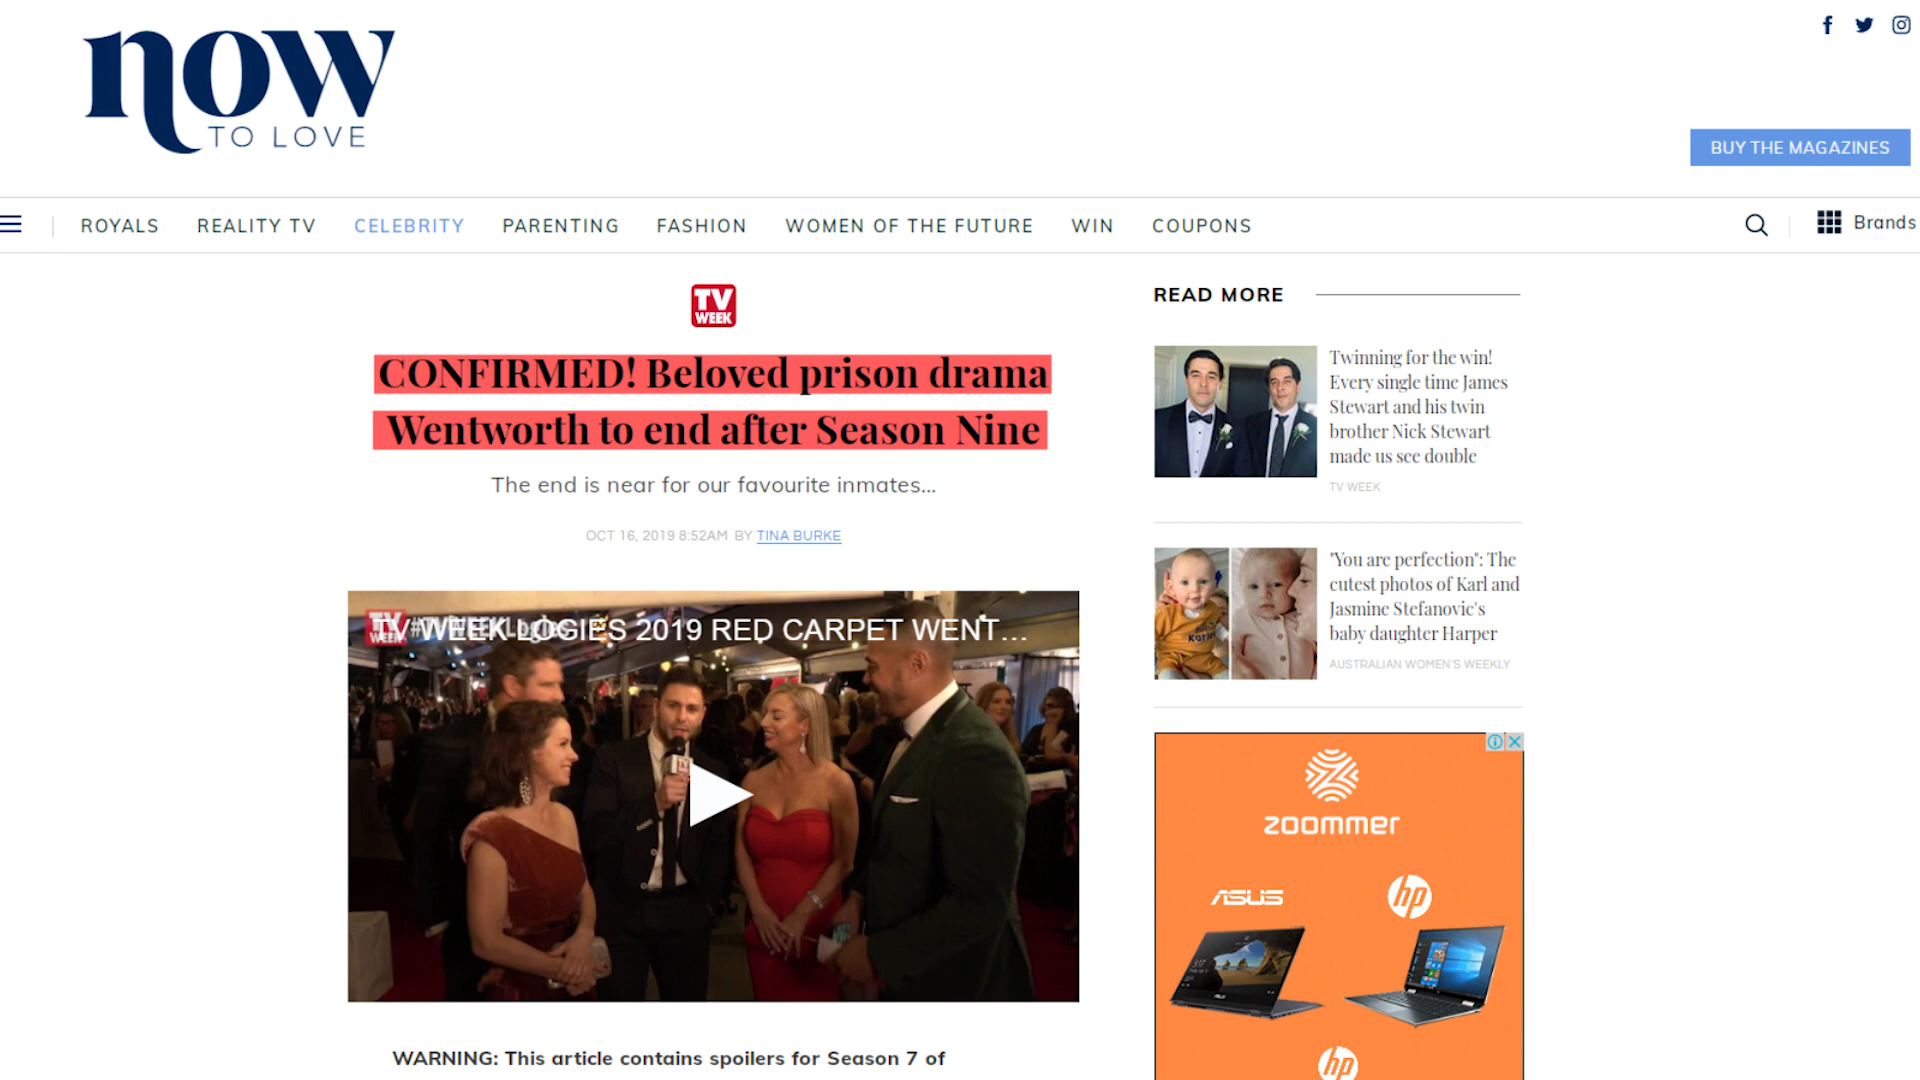 now
TO LOVE
BUY THE MAGAZINES
ROYALS REALITY TV CELEBRITY PARENTING FASHION WOMEN OF THE FUTURE WIN COUPONS Brands
TV
WEEK
CONFIRMED! Beloved prison drama
Wentworth to end after Season Nine
The end is near for our favourite inmates...
OCT 16, 2019 8:52AM BY TINA BURKE
TV WEEK LOGIES 2019 RED CARPET WENT...
WARNING: This article contains spoilers for Season 7 of
READ MORE
Twinning for the win!
Every single time James
Stewart and his twin
brother Nick Stewart
made us see double
TV WEEK
"You are perfection": The
cutest photos of Karl and
Jasmine Stefanovic's
baby daughter Harper
AUSTRALIAN WOMEN'S WEEKLY
zoommer
ASUS hp
hp